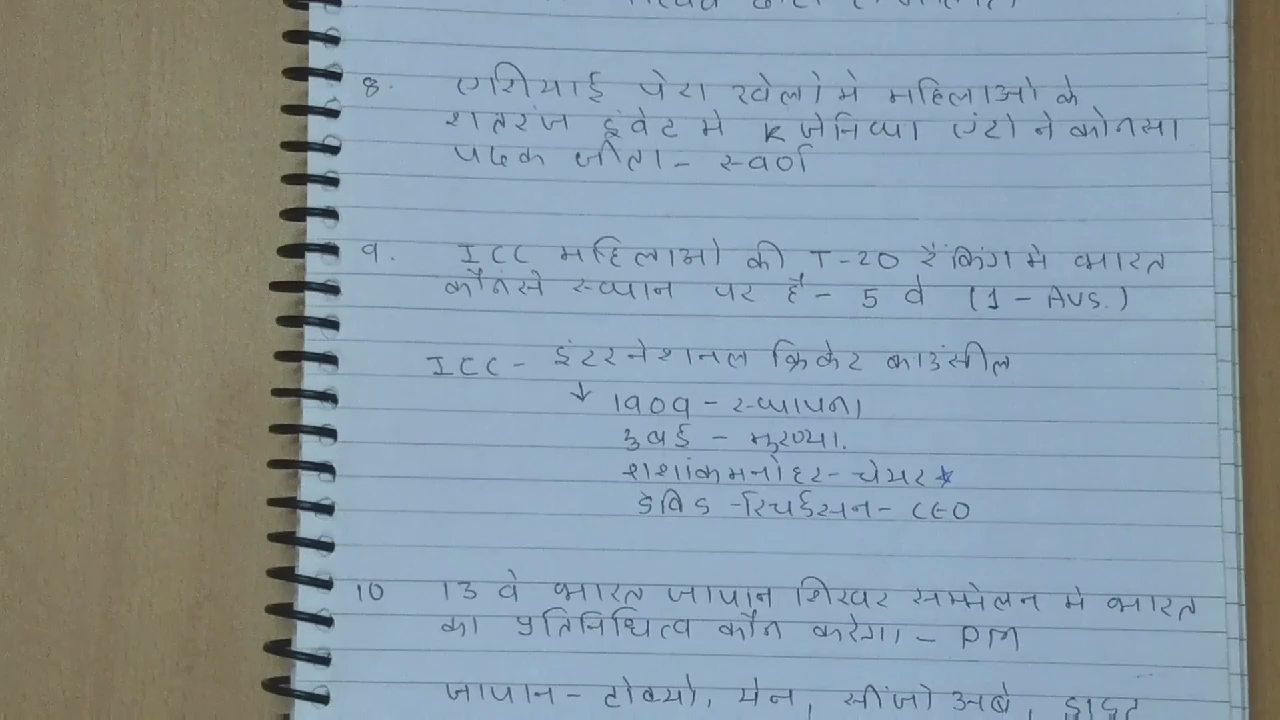 8. एशियाई पेरा खेलो मे महिलाओ के
शतरंज इवेंट मे K जेनिथा एंटो ने कोनसा
पदक जीता - स्वर्ण
9. ICC महिलाओ की T-20 रैंकिंग मे भारत
कौनसे स्थान पर है - 5 वे (1 - AUS.)
ICC - इंटरनेशनल क्रिकेट काउंसील
↓ 1909 - स्थापना
दुबई - मुख्या.
शशांक मनोहर - चेयर *
डेविड रिचर्डसन - CEO
10 13 वे भारत जापान शिखर सम्मेलन मे भारत
का प्रतिनिधित्व कौन करेगा - PM
जापान - टोक्यो, येन, सींजो अबे,